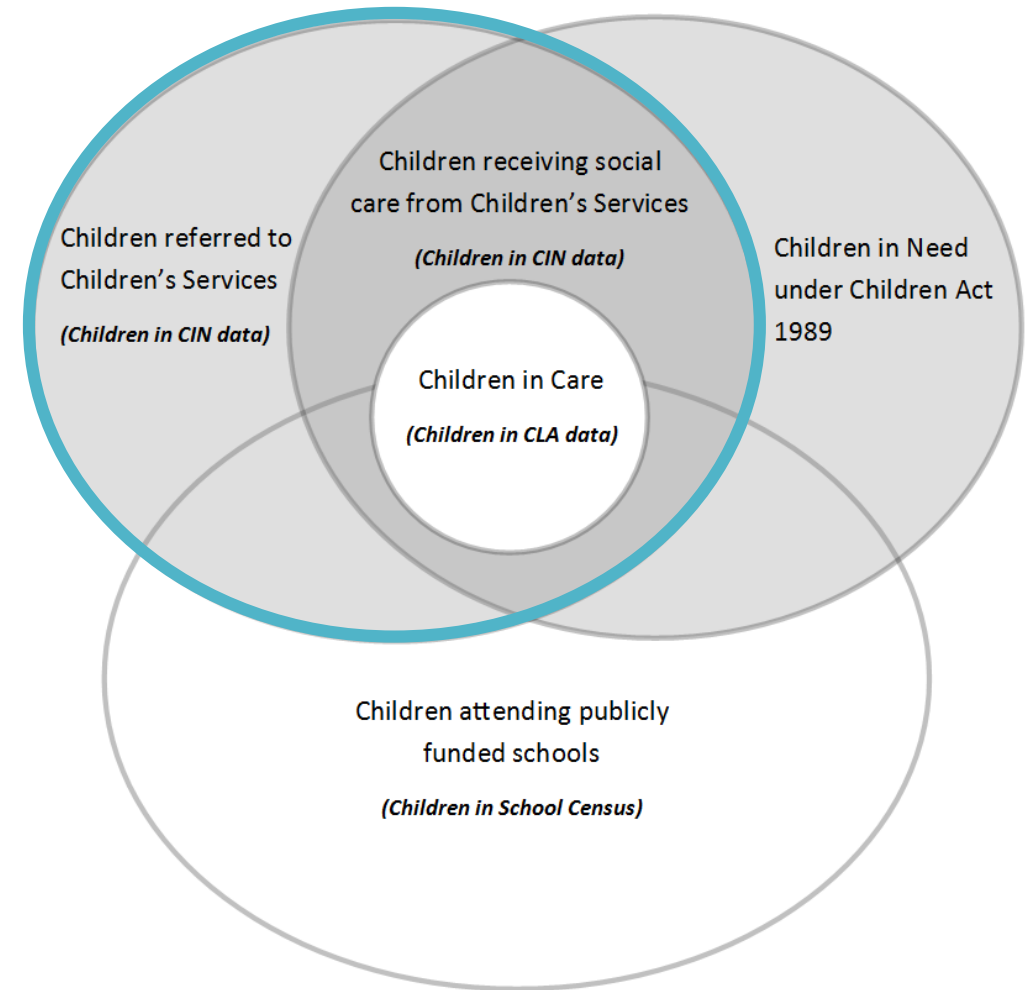 Children receiving social
care from Children's Services
(Children in CIN data)
Children referred to
Children's Services
(Children in CIN data)
Children in Need
under Children Act
1989
Children in Care
(Children in CLA data)
Children attending publicly
funded schools
(Children in School Census)